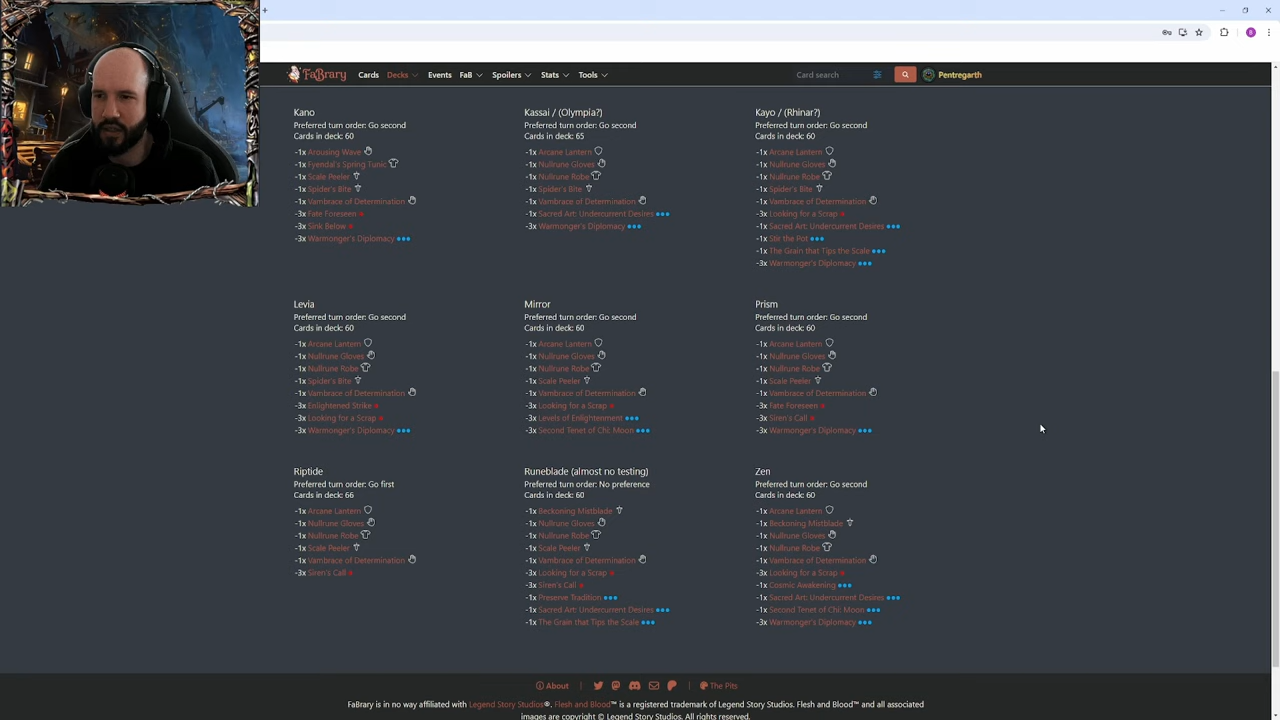 FaBrary Cards Decks Events FaB Spoilers Stats Tools Card search Pentregarth
Kano
Preferred turn order: Go second
Cards in deck: 60
-1x Arousing Wave
-1x Fyendal's Spring Tunic
-1x Scale Peeler
-1x Spider's Bite
-1x Vambrace of Determination
-3x Fate Foreseen
-3x Sink Below
-3x Warmonger's Diplomacy
Kassai / (Olympia?)
Preferred turn order: Go second
Cards in deck: 65
-1x Arcane Lantern
-1x Nullrune Gloves
-1x Nullrune Robe
-1x Spider's Bite
-1x Vambrace of Determination
-1x Sacred Art: Undercurrent Desires
-3x Warmonger's Diplomacy
Kayo / (Rhinar?)
Preferred turn order: Go second
Cards in deck: 60
-1x Arcane Lantern
-1x Nullrune Gloves
-1x Nullrune Robe
-1x Spider's Bite
-1x Vambrace of Determination
-3x Looking for a Scrap
-1x Sacred Art: Undercurrent Desires
-1x Stir the Pot
-1x The Grain that Tips the Scale
-3x Warmonger's Diplomacy
Levia
Preferred turn order: Go second
Cards in deck: 60
-1x Arcane Lantern
-1x Nullrune Gloves
-1x Nullrune Robe
-1x Spider's Bite
-1x Vambrace of Determination
-3x Enlightened Strike
-3x Looking for a Scrap
-3x Warmonger's Diplomacy
Mirror
Preferred turn order: Go second
Cards in deck: 60
-1x Arcane Lantern
-1x Nullrune Gloves
-1x Nullrune Robe
-1x Scale Peeler
-1x Vambrace of Determination
-3x Looking for a Scrap
-3x Levels of Enlightenment
-3x Second Tenet of Chi: Moon
Prism
Preferred turn order: Go second
Cards in deck: 60
-1x Arcane Lantern
-1x Nullrune Gloves
-1x Nullrune Robe
-1x Scale Peeler
-1x Vambrace of Determination
-3x Fate Foreseen
-3x Siren's Call
-3x Warmonger's Diplomacy
Riptide
Preferred turn order: Go first
Cards in deck: 66
-1x Arcane Lantern
-1x Nullrune Gloves
-1x Nullrune Robe
-1x Scale Peeler
-1x Vambrace of Determination
-3x Siren's Call
Runeblade (almost no testing)
Preferred turn order: No preference
Cards in deck: 60
-1x Beckoning Mistblade
-1x Nullrune Gloves
-1x Nullrune Robe
-1x Scale Peeler
-1x Vambrace of Determination
-3x Looking for a Scrap
-3x Siren's Call
-1x Preserve Tradition
-1x Sacred Art: Undercurrent Desires
-1x The Grain that Tips the Scale
Zen
Preferred turn order: Go second
Cards in deck: 60
-1x Arcane Lantern
-1x Beckoning Mistblade
-1x Nullrune Gloves
-1x Nullrune Robe
-1x Vambrace of Determination
-3x Looking for a Scrap
-1x Cosmic Awakening
-1x Sacred Art: Undercurrent Desires
-1x Second Tenet of Chi: Moon
-3x Warmonger's Diplomacy
About | | The Pits
FaBrary is in no way affiliated with Legend Story Studios®. Flesh and Blood™ is a registered trademark of Legend Story Studios. Flesh and Blood™ and all associated
images are copyright © Legend Story Studios. All rights reserved.